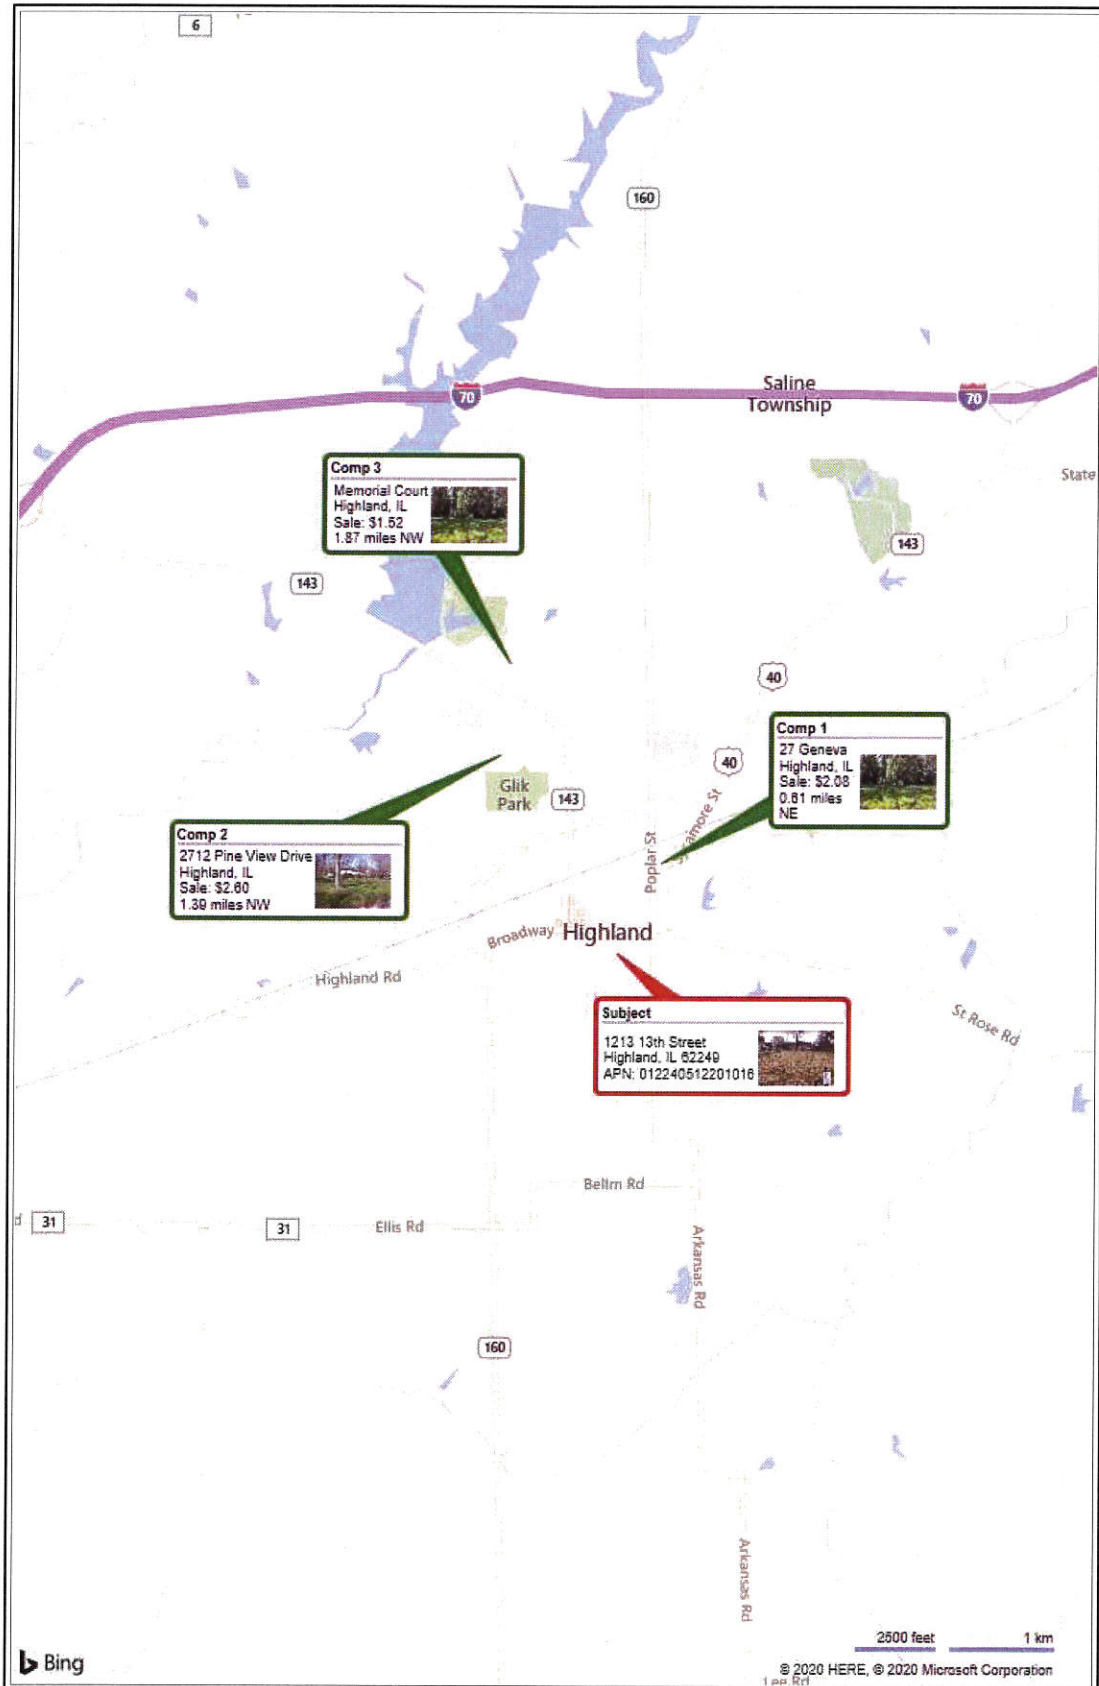 6
160
70
Saline
Township
70
Comp 3
Memorial Court
Highland, IL
Sale: $1.52
1.87 miles NW
State
143
143
40
Comp 1
27 Geneva
Highland, IL
Sale: $2.08
0.61 miles
NE
40
Glik
Park
143
Comp 2
2712 Pine View Drive
Highland, IL
Sale: $2.60
1.39 miles NW
Poplar St
Broadway
Highland
Highland Rd
Subject
1213 13th Street
Highland, IL 62249
APN: 012240512201016
St Rose Rd
Bellm Rd
31
31
Ellis Rd
Arkansas Rd
160
Arkansas Rd
2500 feet
1 km
Bing
© 2020 HERE, © 2020 Microsoft Corporation
Lee Rd